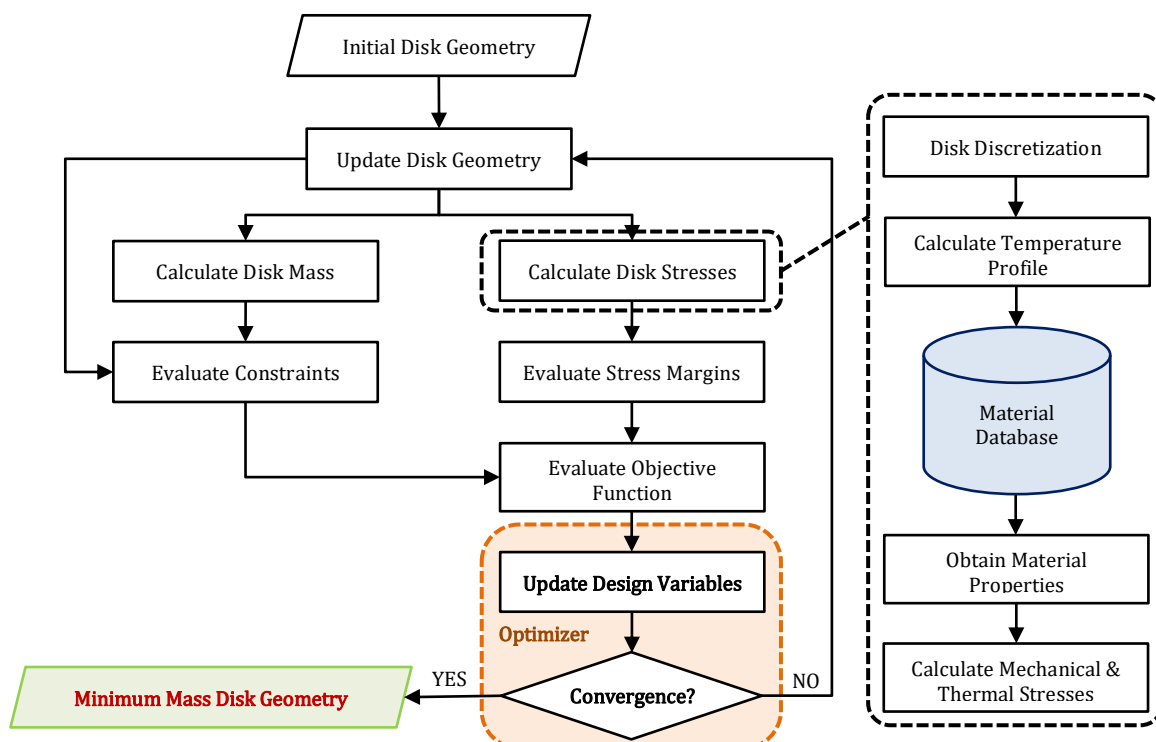 Initial Disk Geometry
Update Disk Geometry
Calculate Disk Mass
Calculate Disk Stresses
Evaluate Constraints
Evaluate Stress Margins
Evaluate Objective
Function
Update Design Variables
Optimizer
Convergence?
YES
NO
Minimum Mass Disk Geometry
Disk Discretization
Calculate Temperature
Profile
Material
Database
Obtain Material
Properties
Calculate Mechanical &
Thermal Stresses